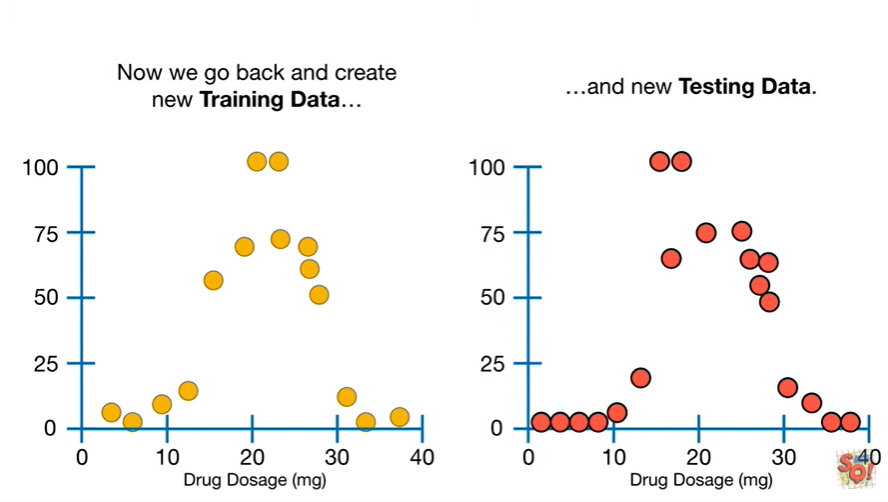 Now we go back and create
new Training Data…
…and new Testing Data.
100
75
50
25
0
0 10 20 30 40
Drug Dosage (mg)
100
75
50
25
0
0 10 20 30 40
Drug Dosage (mg)
SQ!